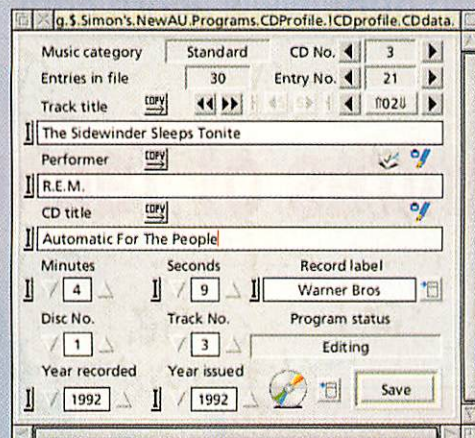 g.$.Simon's.NewAU.Programs.CDProfile.!CDprofile.CDdata.
Music category Standard CD No. 3
Entries in file 30 Entry No. 21
Track title COPY
The Sidewinder Sleeps Tonite
Performer COPY
R.E.M.
CD title COPY
Automatic For The People
Minutes Seconds Record label
4 9 Warner Bros
Disc No. Track No. Program status
1 3 Editing
Year recorded Year issued
1992 1992 Save